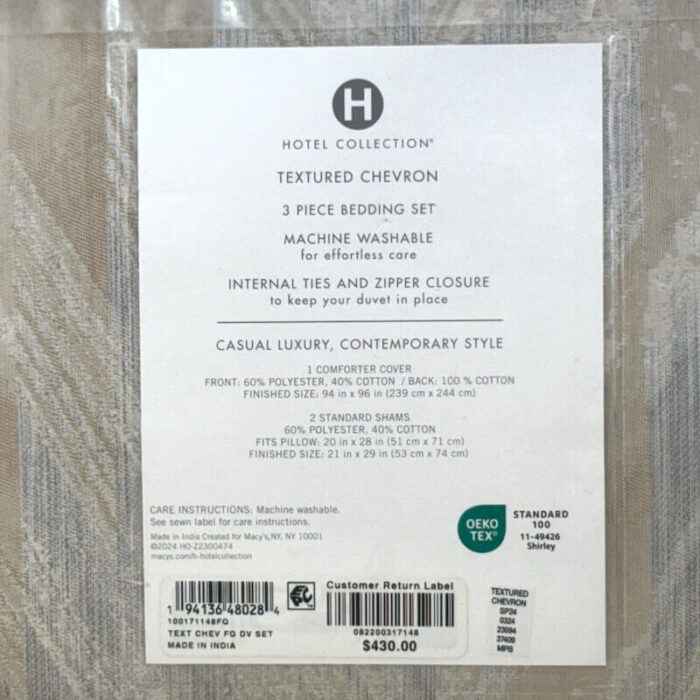 H
HOTEL COLLECTION®
TEXTURED CHEVRON
3 PIECE BEDDING SET
MACHINE WASHABLE
for effortless care
INTERNAL TIES AND ZIPPER CLOSURE
to keep your duvet in place
CASUAL LUXURY, CONTEMPORARY STYLE
1 COMFORTER COVER
FRONT: 60% POLYESTER, 40% COTTON / BACK: 100 % COTTON
FINISHED SIZE: 94 in x 96 in (239 cm x 244 cm)
2 STANDARD SHAMS
60% POLYESTER, 40% COTTON
FITS PILLOW: 20 in x 28 in (51 cm x 71 cm)
FINISHED SIZE: 21 in x 29 in (53 cm x 74 cm)
CARE INSTRUCTIONS: Machine washable.
See sewn label for care instructions.
Made in India Created for Macy's,NY, NY 10001
©2024 HO-Z2300474
macys.com/h-hotelcollection
OEKO
TEX®
STANDARD
100
11-49426
Shirley
1 94136 48028 4
100171148FQ
TEXT CHEV FQ DV SET
MADE IN INDIA
Customer Return Label
082200317148
$430.00
TEXTURED
CHEVRON
SP24
0324
23094
37409
MPB